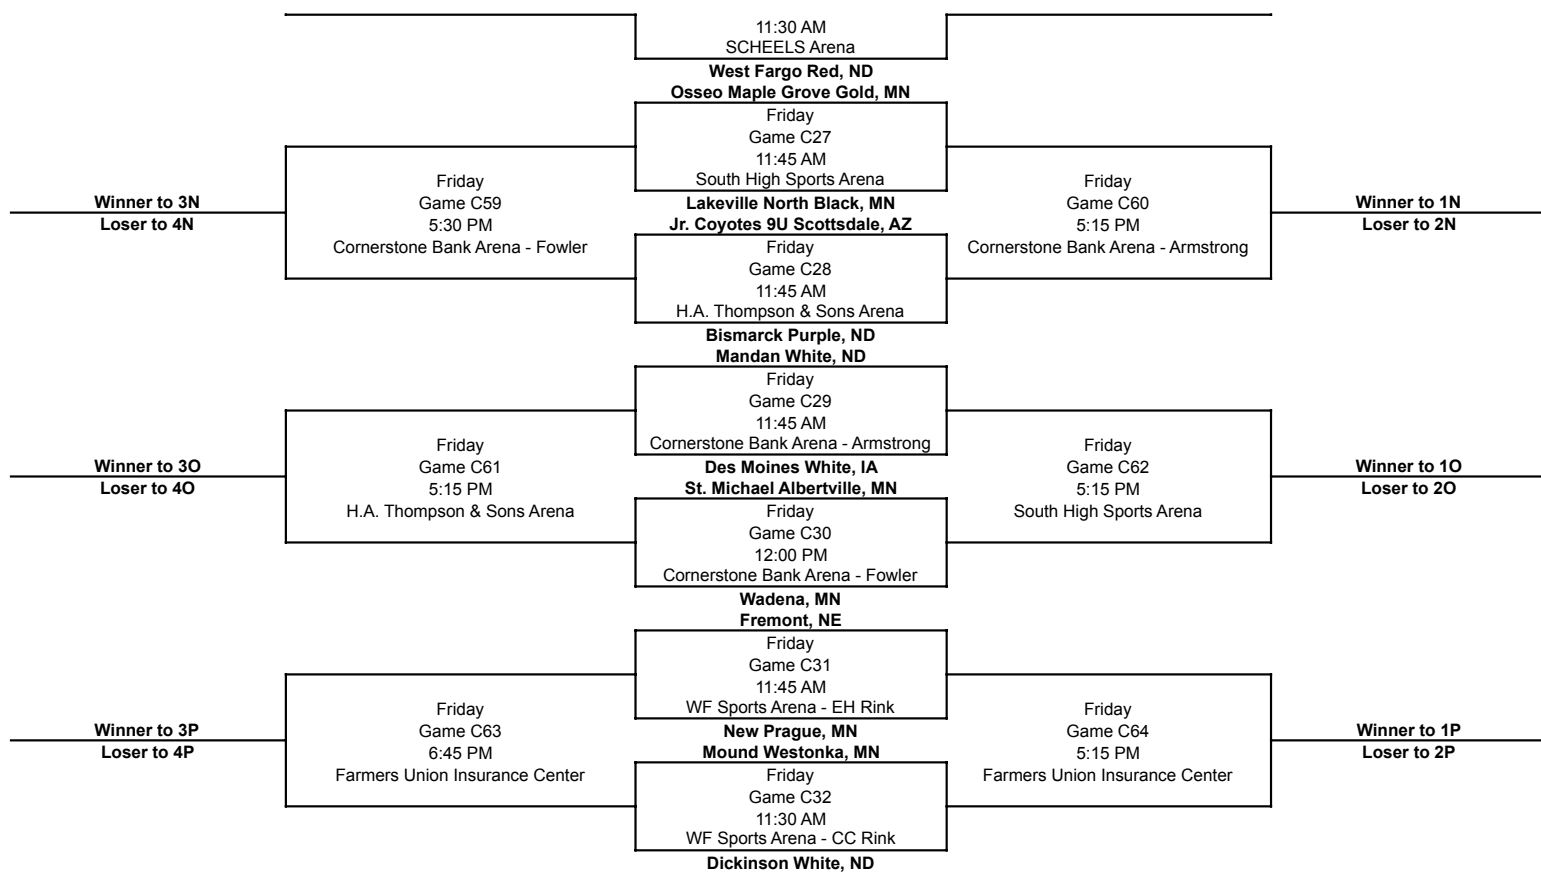 11:30 AM
SCHEELS Arena
West Fargo Red, ND
Osseo Maple Grove Gold, MN
Friday
Game C27
11:45 AM
South High Sports Arena
Lakeville North Black, MN
Jr. Coyotes 9U Scottsdale, AZ
Friday
Game C28
11:45 AM
H.A. Thompson & Sons Arena
Bismarck Purple, ND
Winner to 3N
Loser to 4N
Friday
Game C59
5:30 PM
Cornerstone Bank Arena - Fowler
Friday
Game C60
5:15 PM
Cornerstone Bank Arena - Armstrong
Winner to 1N
Loser to 2N
Mandan White, ND
Friday
Game C29
11:45 AM
Cornerstone Bank Arena - Armstrong
Des Moines White, IA
St. Michael Albertville, MN
Friday
Game C30
12:00 PM
Cornerstone Bank Arena - Fowler
Wadena, MN
Winner to 3O
Loser to 4O
Friday
Game C61
5:15 PM
H.A. Thompson & Sons Arena
Friday
Game C62
5:15 PM
South High Sports Arena
Winner to 1O
Loser to 2O
Fremont, NE
Friday
Game C31
11:45 AM
WF Sports Arena - EH Rink
New Prague, MN
Mound Westonka, MN
Friday
Game C32
11:30 AM
WF Sports Arena - CC Rink
Dickinson White, ND
Winner to 3P
Loser to 4P
Friday
Game C63
6:45 PM
Farmers Union Insurance Center
Friday
Game C64
5:15 PM
Farmers Union Insurance Center
Winner to 1P
Loser to 2P